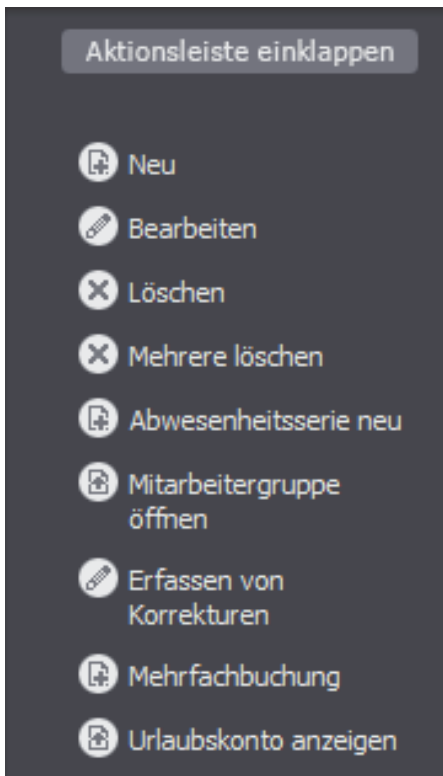 Aktionsleiste einklappen
Neu
Bearbeiten
Löschen
Mehrere löschen
Abwesenheitsserie neu
Mitarbeitergruppe
öffnen
Erfassen von
Korrekturen
Mehrfachbuchung
Urlaubskonto anzeigen